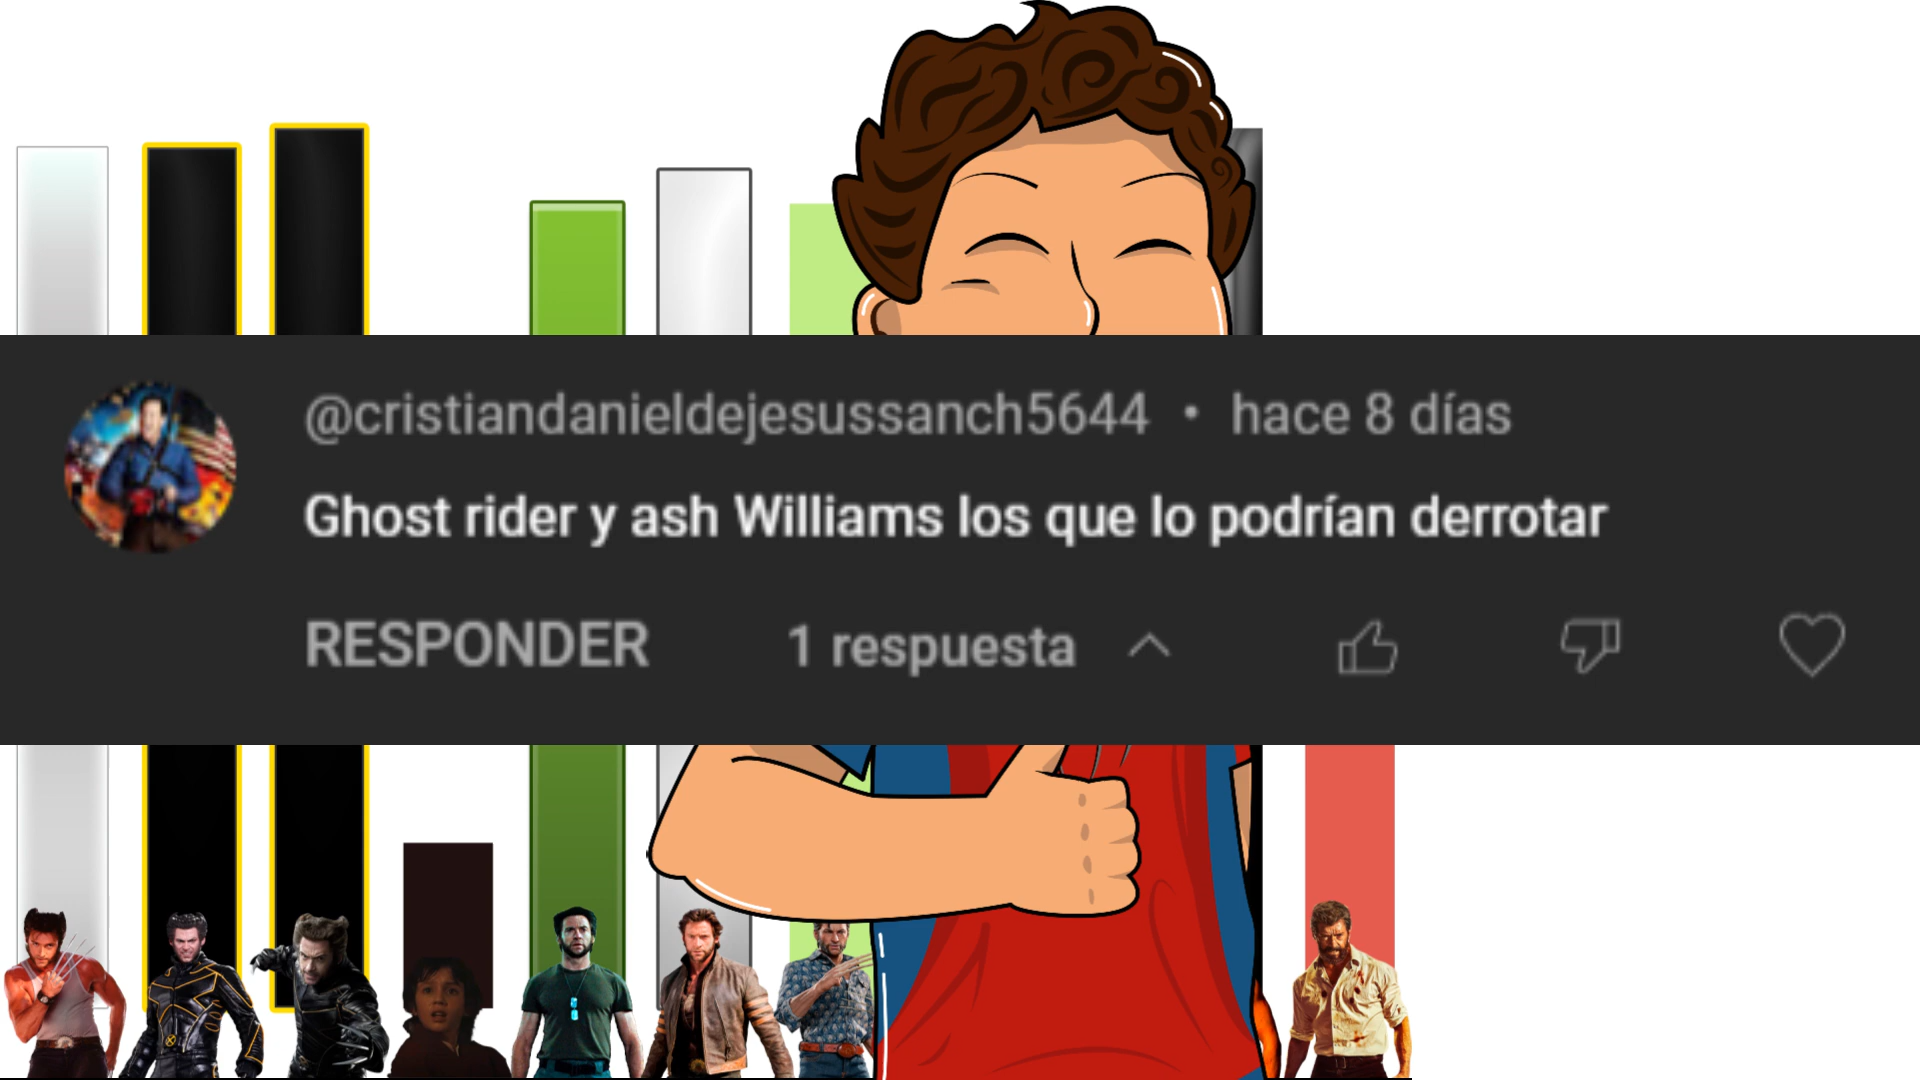 @cristiandanieldejesussanch5644 • hace 8 días
Ghost rider y ash Williams los que lo podrían derrotar
RESPONDER 1 respuesta